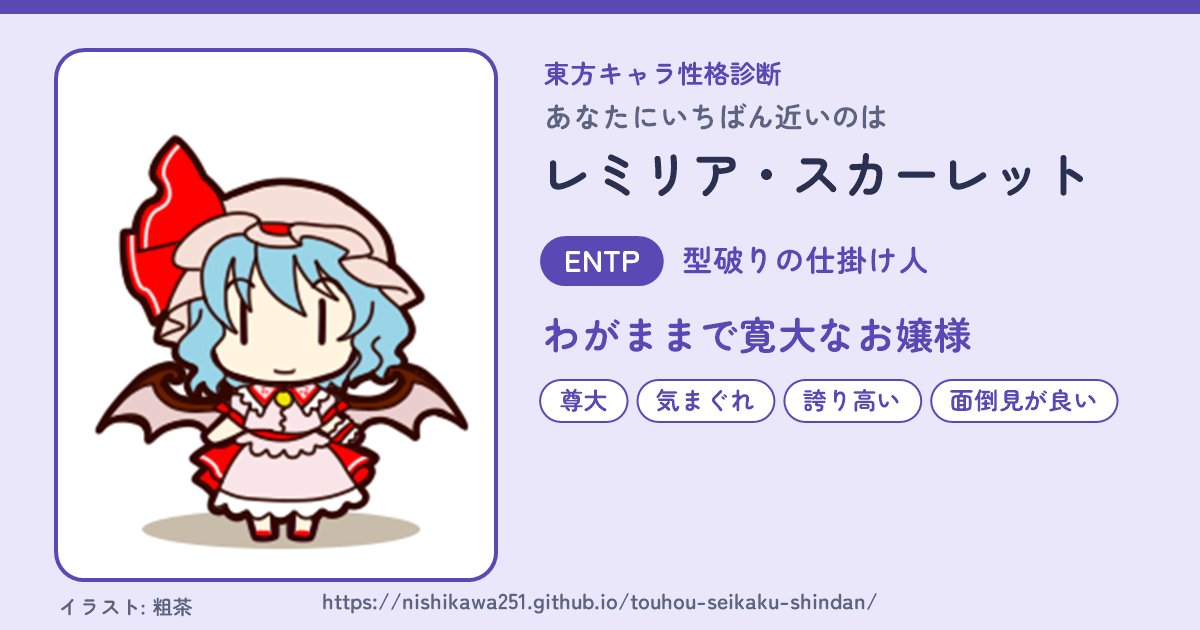 東方キャラ性格診断
あなたにいちばん近いのは
レミリア・スカーレット
ENTP 型破りの仕掛け人
わがままで寛大なお嬢様
尊大 気まぐれ 誇り高い 面倒見が良い
イラスト: 粗茶
https://nishikawa251.github.io/touhou-seikaku-shindan/